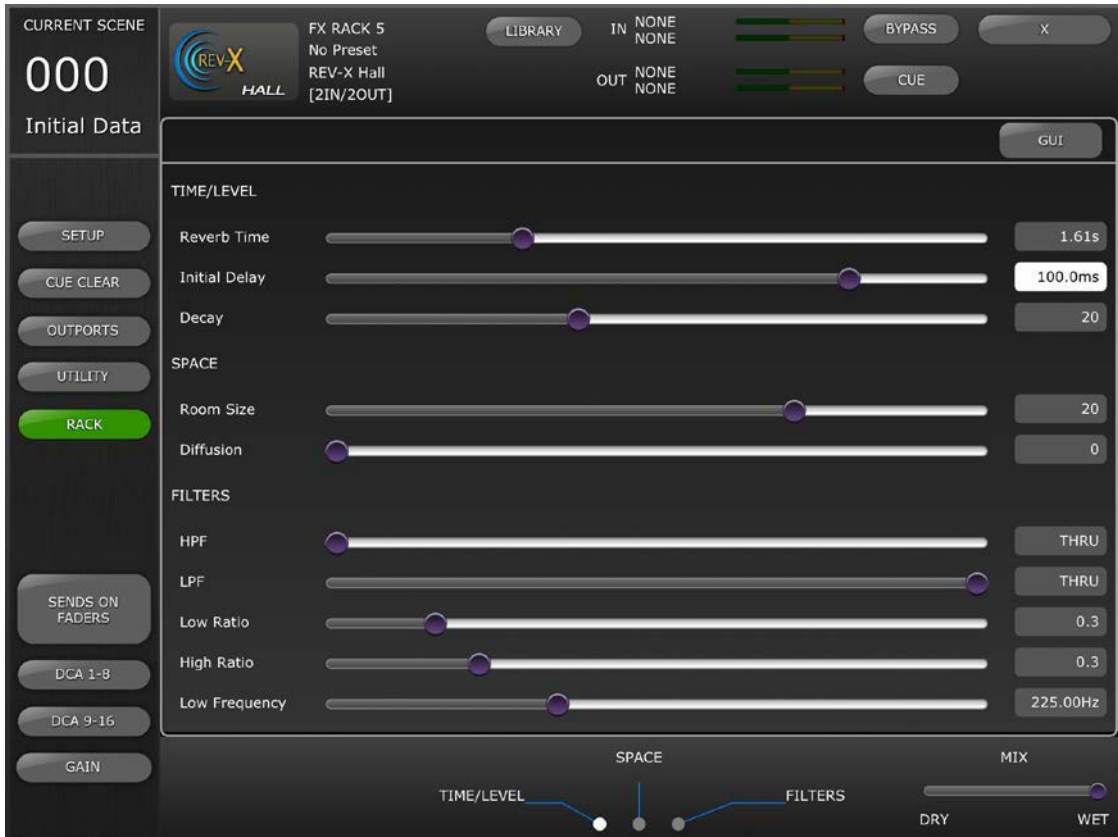 CURRENT SCENE
000
Initial Data
REV-X
HALL
FX RACK 5
No Preset
REV-X Hall
[2IN/2OUT]
LIBRARY
IN NONE
NONE
OUT NONE
NONE
BYPASS
CUE
X
GUI
SETUP
CUE CLEAR
OUTPORTS
UTILITY
RACK
SENDS ON
FADERS
DCA 1-8
DCA 9-16
GAIN
TIME/LEVEL
Reverb Time 1.61s
Initial Delay 100.0ms
Decay 20
SPACE
Room Size 20
Diffusion 0
FILTERS
HPF THRU
LPF THRU
Low Ratio 0.3
High Ratio 0.3
Low Frequency 225.00Hz
SPACE
TIME/LEVEL
FILTERS
MIX
DRY WET